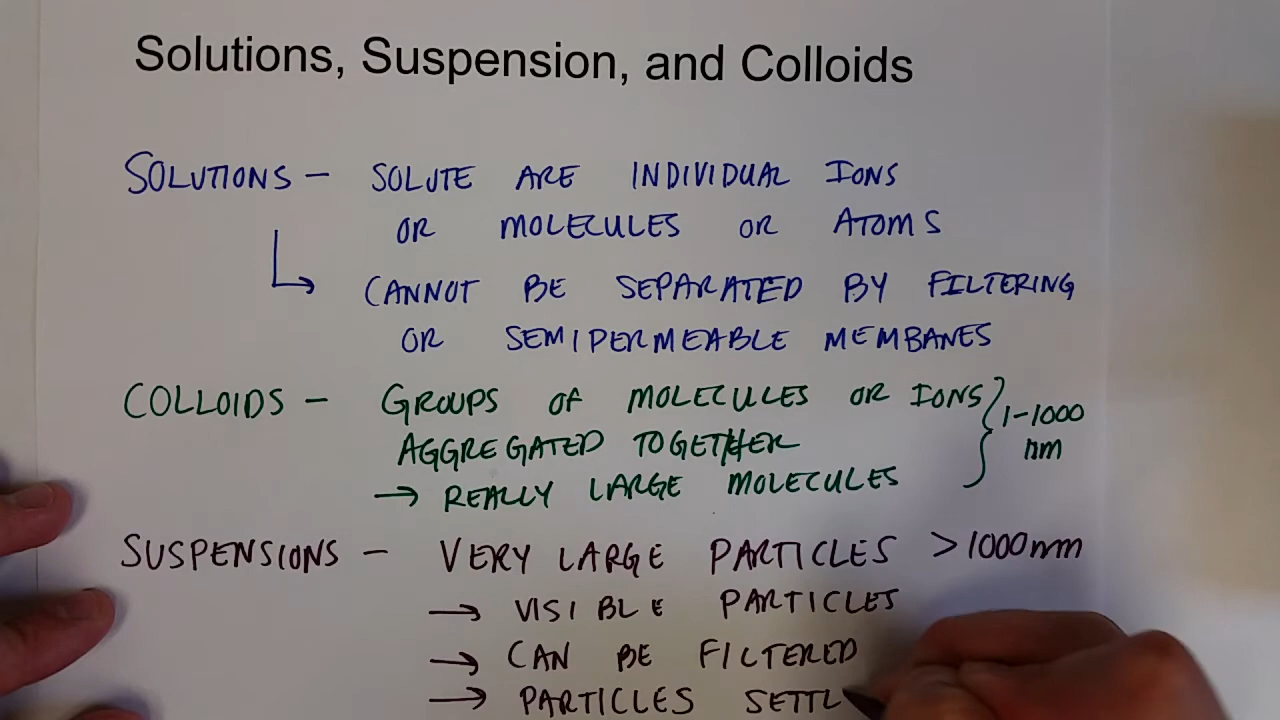 Solutions, Suspension, and Colloids
SOLUTIONS – SOLUTE ARE INDIVIDUAL IONS
OR MOLECULES OR ATOMS
→ CANNOT BE SEPARATED BY FILTERING
OR SEMIPERMEABLE MEMBANES
COLLOIDS – GROUPS OF MOLECULES OR IONS
AGGREGATED TOGETHER
→ REALLY LARGE MOLECULES
1-1000
nm
SUSPENSIONS – VERY LARGE PARTICLES >1000nm
→ VISIBLE PARTICLES
→ CAN BE FILTERED
→ PARTICLES SETTL